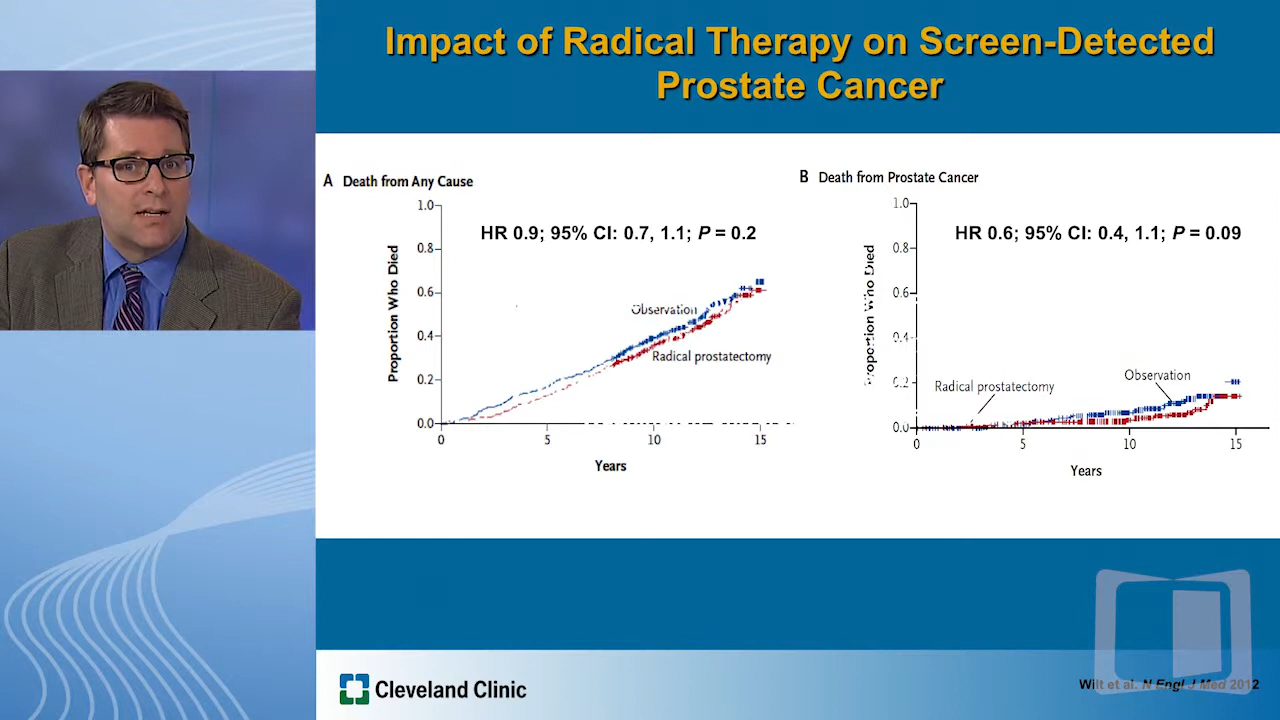 Impact of Radical Therapy on Screen-Detected
Prostate Cancer
A Death from Any Cause
HR 0.9; 95% CI: 0.7, 1.1; P = 0.2
Proportion Who Died
1.0
0.8
0.6
0.4
0.2
0.0
Observation
Radical prostatectomy
0 5 10 15
Years
B Death from Prostate Cancer
HR 0.6; 95% CI: 0.4, 1.1; P = 0.09
Proportion Who Died
1.0
0.8
0.6
0.4
0.2
0.0
Radical prostatectomy
Observation
0 5 10 15
Years
Cleveland Clinic
Wilt et al. N Engl J Med 2012